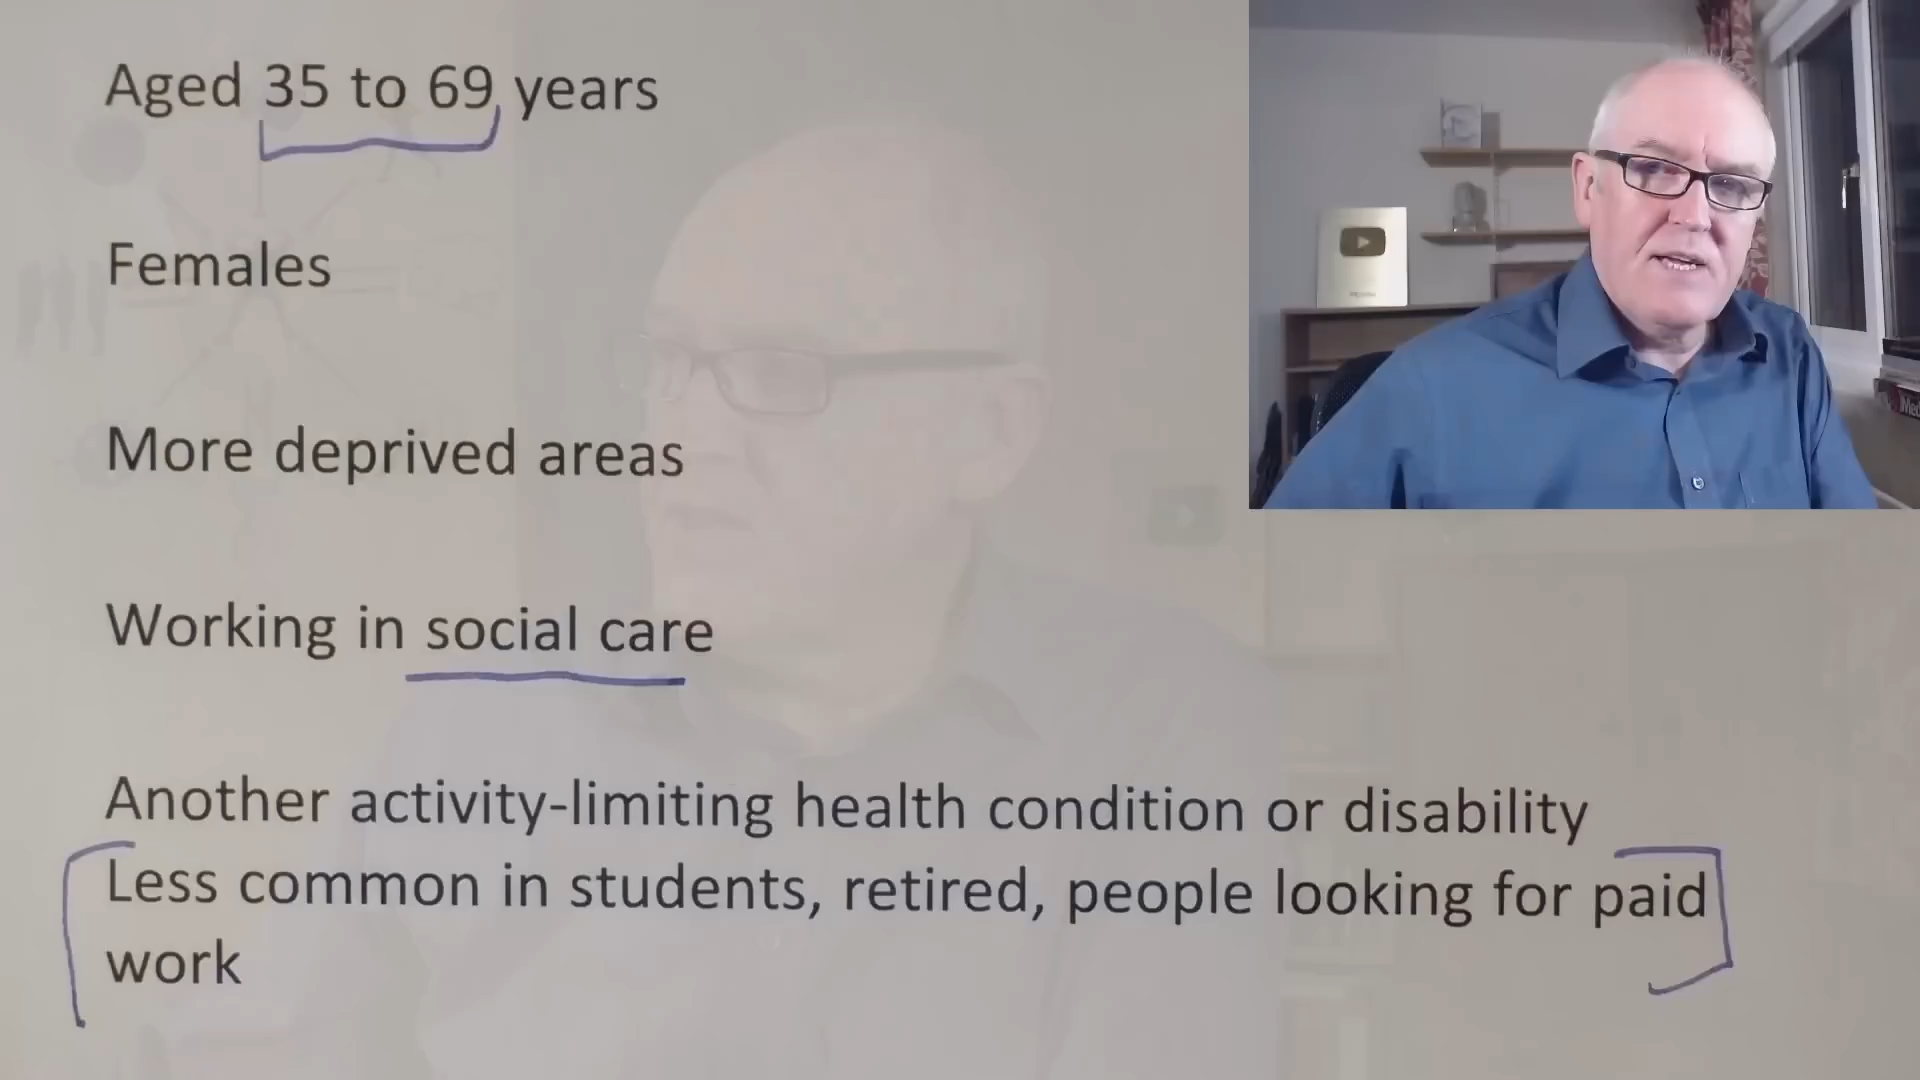 Aged 35 to 69 years
Females
More deprived areas
Working in social care
Another activity-limiting health condition or disability
Less common in students, retired, people looking for paid
work